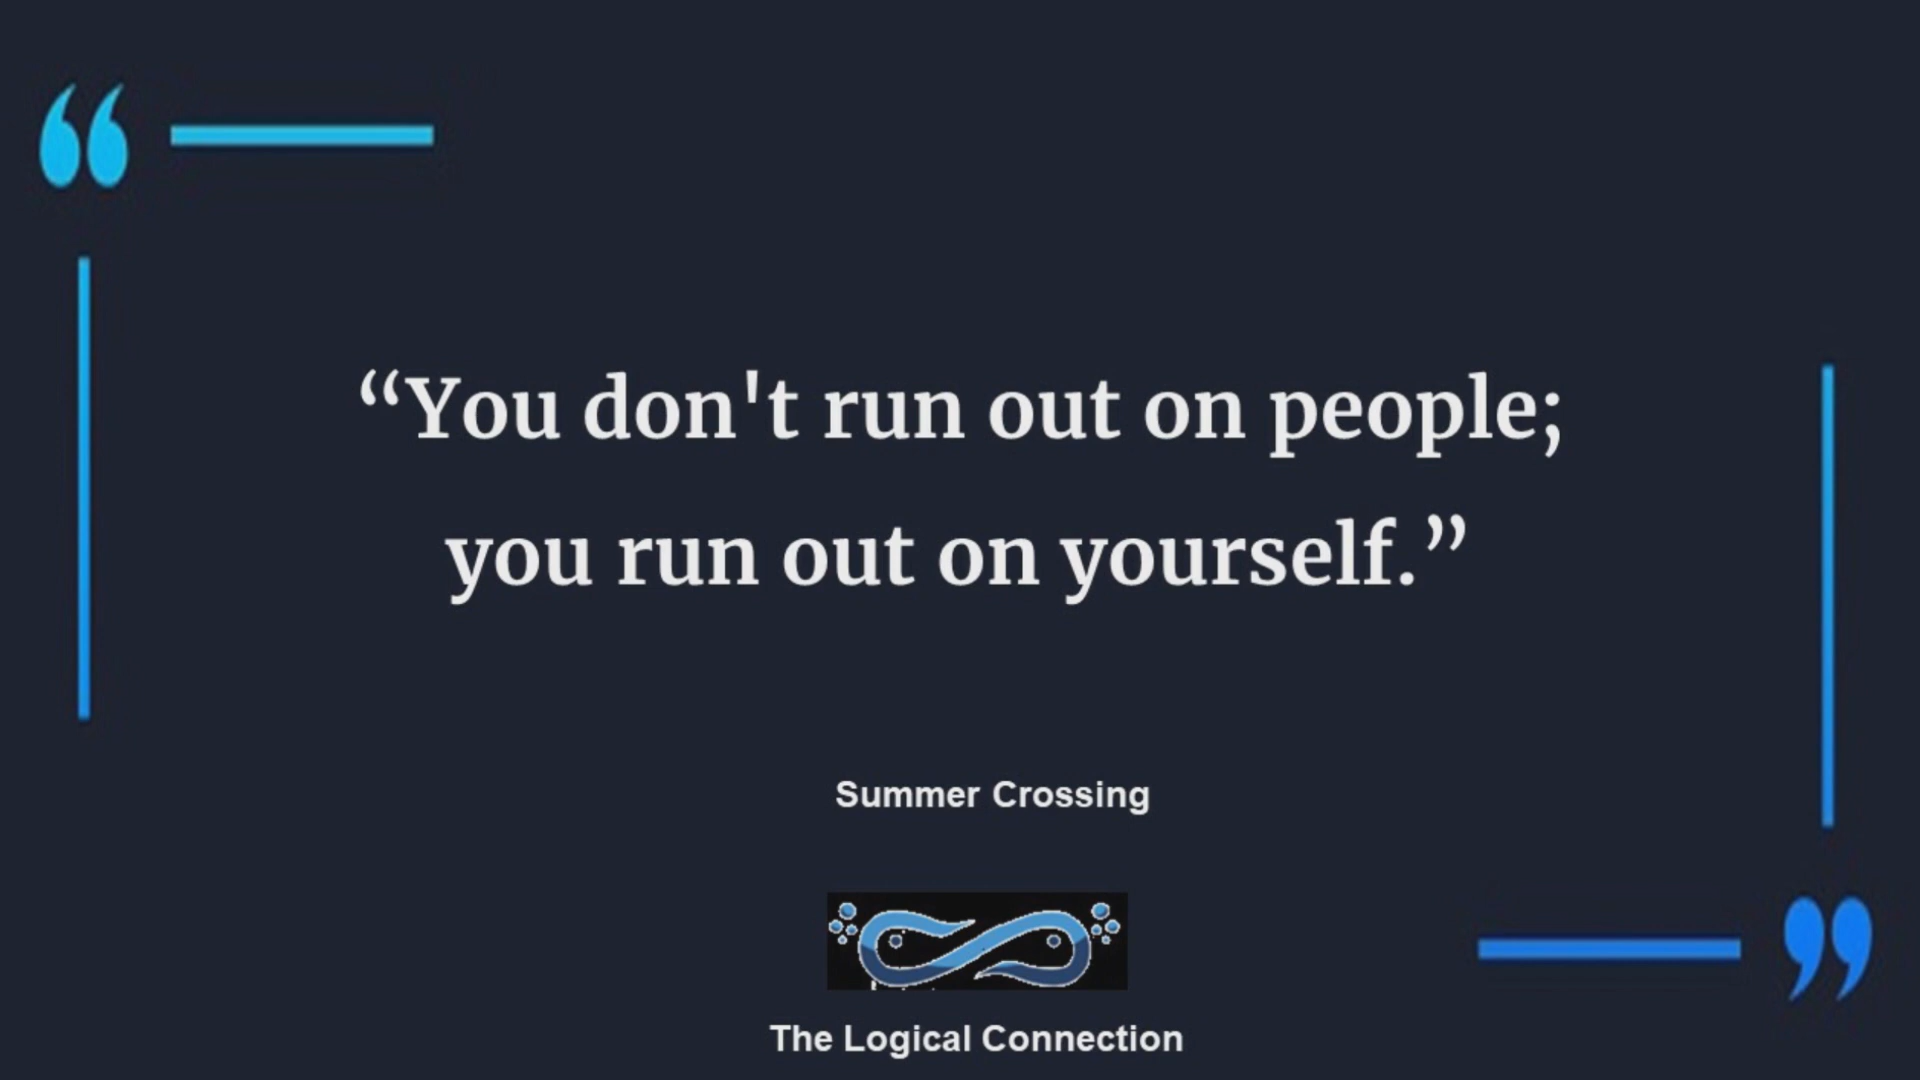 “You don't run out on people;
you run out on yourself.”
Summer Crossing
The Logical Connection